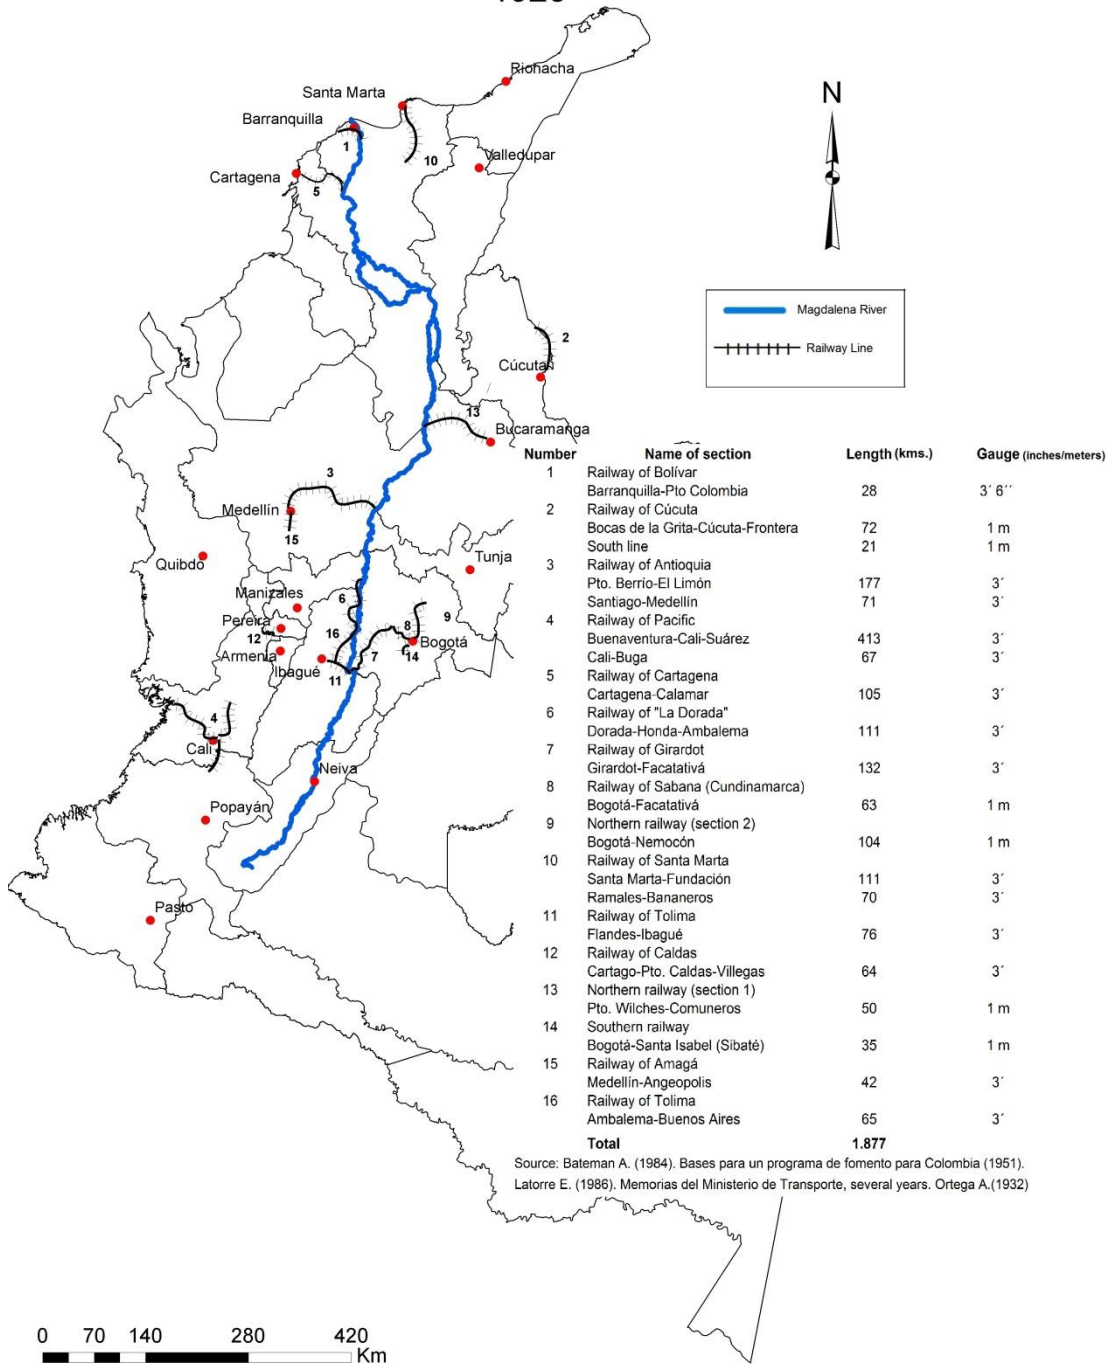 Riohacha
Santa Marta
Barranquilla
N
1
10
Valledupar
Cartagena
5
Magdalena River
Railway Line
2
Cúcutah
13
Bucaramanga
3
Medellín
15
Quibdo
Tunja
Manizales
6
9
Pereira
8
16
12
Bogotá
Armenia
14
7
Ibagué
11
4
Cali
Neiva
Popayán
Pasto
Number Name of section Length (kms.) Gauge (inches/meters)
1 Railway of Bolívar
Barranquilla-Pto Colombia 28 3´ 6´´
2 Railway of Cúcuta
Bocas de la Grita-Cúcuta-Frontera 72 1 m
South line 21 1 m
3 Railway of Antioquia
Pto. Berrío-El Limón 177 3´
Santiago-Medellín 71 3´
4 Railway of Pacific
Buenaventura-Cali-Suárez 413 3´
Cali-Buga 67 3´
5 Railway of Cartagena
Cartagena-Calamar 105 3´
6 Railway of "La Dorada"
Dorada-Honda-Ambalema 111 3´
7 Railway of Girardot
Girardot-Facatativá 132 3´
8 Railway of Sabana (Cundinamarca)
Bogotá-Facatativá 63 1 m
9 Northern railway (section 2)
Bogotá-Nemocón 104 1 m
10 Railway of Santa Marta
Santa Marta-Fundación 111 3´
Ramales-Bananeros 70 3´
11 Railway of Tolima
Flandes-Ibagué 76 3´
12 Railway of Caldas
Cartago-Pto. Caldas-Villegas 64 3´
13 Northern railway (section 1)
Pto. Wilches-Comuneros 50 1 m
14 Southern railway
Bogotá-Santa Isabel (Sibaté) 35 1 m
15 Railway of Amagá
Medellín-Angeopolis 42 3´
16 Railway of Tolima
Ambalema-Buenos Aires 65 3´
Total 1.877
Source: Bateman A. (1984). Bases para un programa de fomento para Colombia (1951).
Latorre E. (1986). Memorias del Ministerio de Transporte, several years. Ortega A.(1932)
0 70 140 280 420
Km